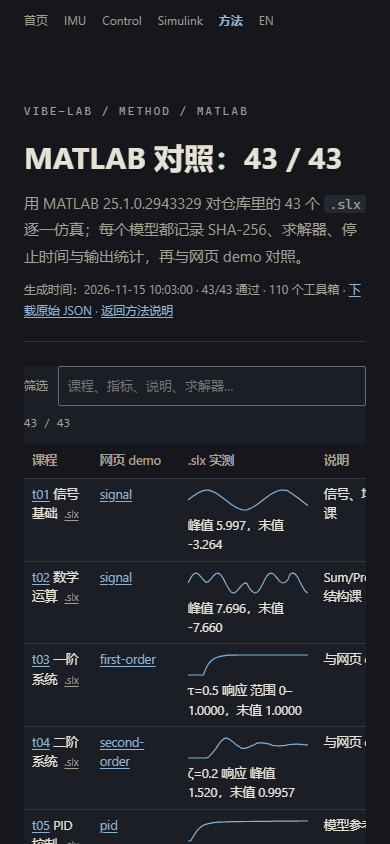 首页 IMU Control Simulink 方法 EN
VIBE-LAB / METHOD / MATLAB
MATLAB 对照：43 / 43
用 MATLAB 25.1.0.2943329 对仓库里的 43 个 .slx
逐一仿真；每个模型都记录 SHA-256、求解器、停
止时间与输出统计，再与网页 demo 对照。
生成时间：2026-11-15 10:03:00 · 43/43 通过 · 110 个工具箱 · 下
载原始 JSON · 返回方法说明
筛选 课程、指标、说明、求解器…
43 / 43
课程 网页 demo .slx 实测 说明
t01 信号 signal 信号、
基础 .slx 课
峰值 5.997，末值
-3.264
t02 数学 signal Sum/Pr
运算 .slx 结构课
峰值 7.696，末值
-7.660
t03 一阶 first-order 与网页
系统 .slx
τ=0.5 响应 范围 0–
1.0000，末值 1.0000
t04 二阶 second- 与网页
系统 .slx order
ζ=0.2 响应 峰值
1.520，末值 0.9957
t05 PID pid 模型参
控制 .slx